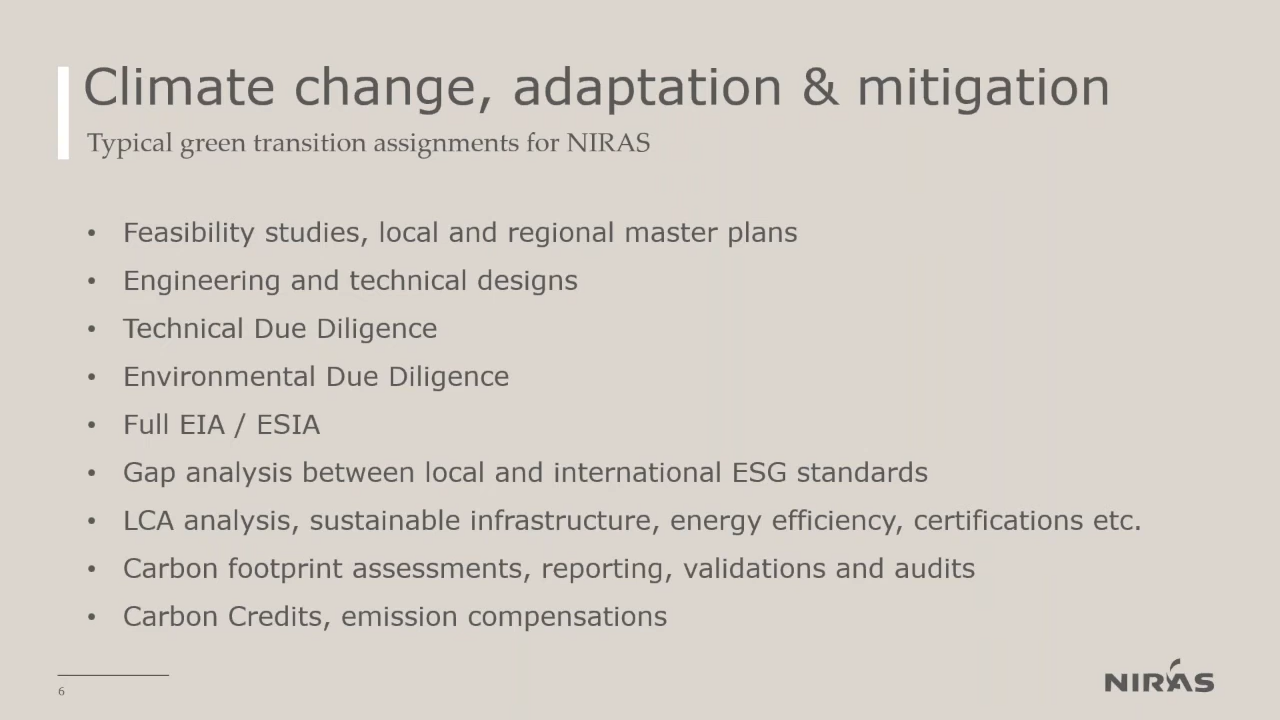 Climate change, adaptation & mitigation
Typical green transition assignments for NIRAS
• Feasibility studies, local and regional master plans
• Engineering and technical designs
• Technical Due Diligence
• Environmental Due Diligence
• Full EIA / ESIA
• Gap analysis between local and international ESG standards
• LCA analysis, sustainable infrastructure, energy efficiency, certifications etc.
• Carbon footprint assessments, reporting, validations and audits
• Carbon Credits, emission compensations
6
NIRAS